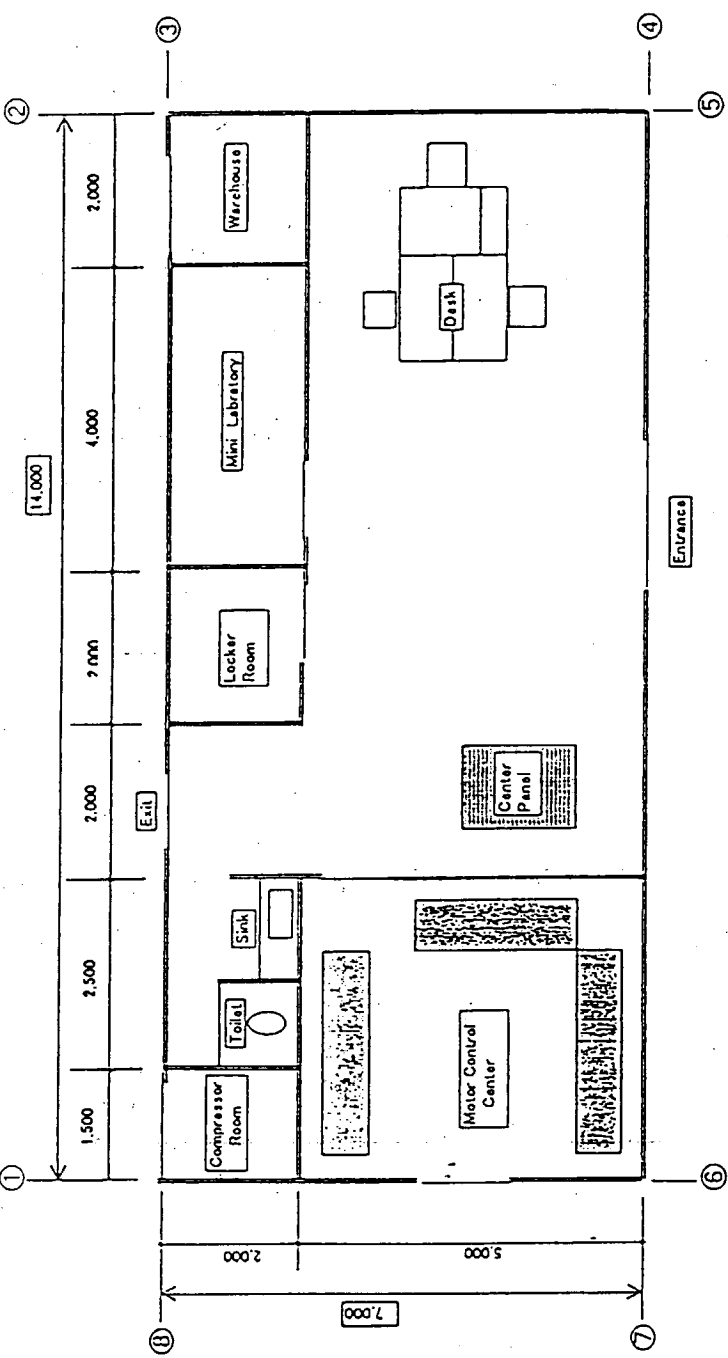 ①
②
14.000
1.500
2.500
2.000
2.000
4.000
2.000
⑧
③
Exit
Compressor
Room
Toilet
Sink
Locker
Room
Mini Labratory
Warehouse
2.000
7.000
5.000
Motor Control
Center
Center
Panel
Desk
⑦
④
Entrance
⑥
⑤